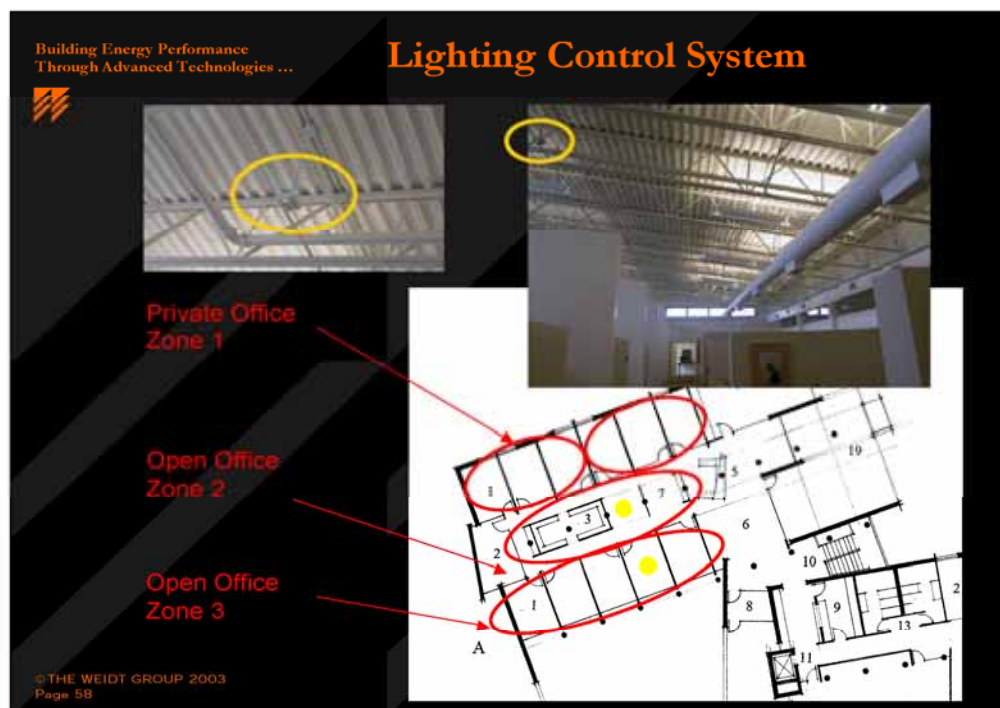 Building Energy Performance
Through Advanced Technologies ...
Lighting Control System
Private Office
Zone 1
Open Office
Zone 2
Open Office
Zone 3
1
2
3
7
5
19
6
10
1
A
8
9
2
13
11
©THE WEIDT GROUP 2003
Page 58